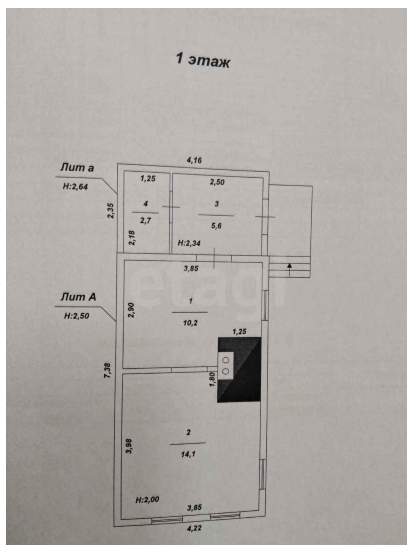 1 этаж
4,16
Лит а
Н:2,64
1,25
2,50
2,35
4
2,7
3
5,6
2,18
Н:2,34
3,85
Лит А
Н:2,50
2,90
1
10,2
1,25
7,38
1,80
3,98
2
14,1
Н:2,00
3,85
4,22
etagi